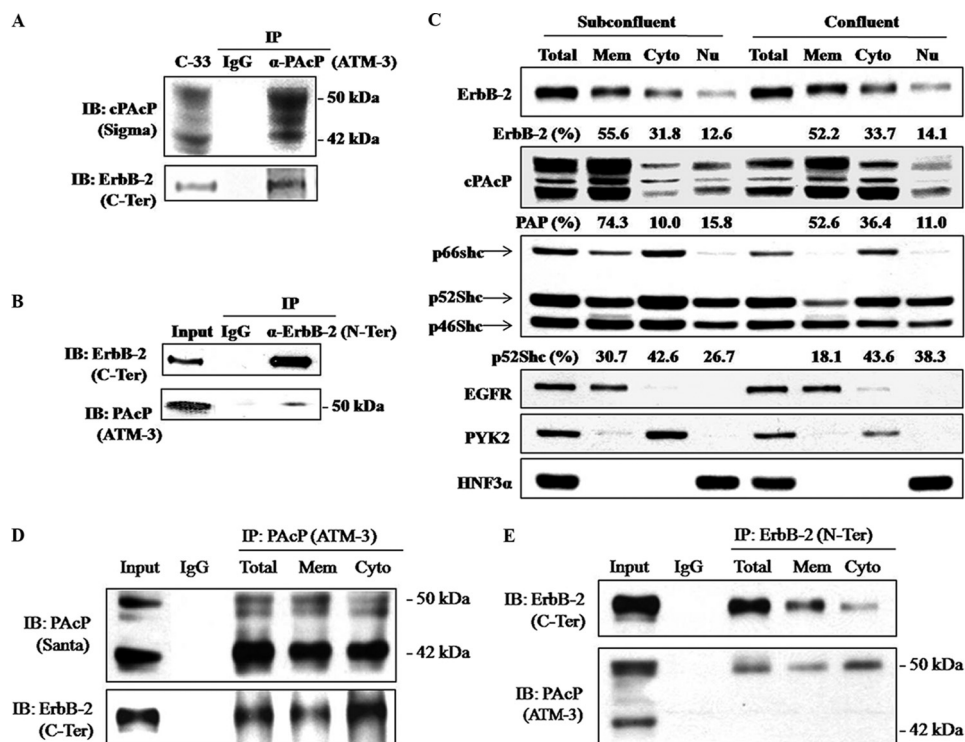 A
IP
C-33 IgG α-PAcP (ATM-3)
IB: cPAcP
(Sigma)
- 50 kDa
- 42 kDa
IB: ErbB-2
(C-Ter)
B
IP
Input IgG α-ErbB-2 (N-Ter)
IB: ErbB-2
(C-Ter)
IB: PAcP
(ATM-3)
- 50 kDa
C
Subconfluent Confluent
Total Mem Cyto Nu Total Mem Cyto Nu
ErbB-2
ErbB-2 (%) 55.6 31.8 12.6 52.2 33.7 14.1
cPAcP
PAP (%) 74.3 10.0 15.8 52.6 36.4 11.0
p66shc
p52Shc
p46Shc
p52Shc (%) 30.7 42.6 26.7 18.1 43.6 38.3
EGFR
PYK2
HNF3α
D
IP: PAcP (ATM-3)
Input IgG Total Mem Cyto
IB: PAcP
(Santa)
- 50 kDa
- 42 kDa
IB: ErbB-2
(C-Ter)
E
IP: ErbB-2 (N-Ter)
Input IgG Total Mem Cyto
IB: ErbB-2
(C-Ter)
IB: PAcP
(ATM-3)
- 50 kDa
- 42 kDa